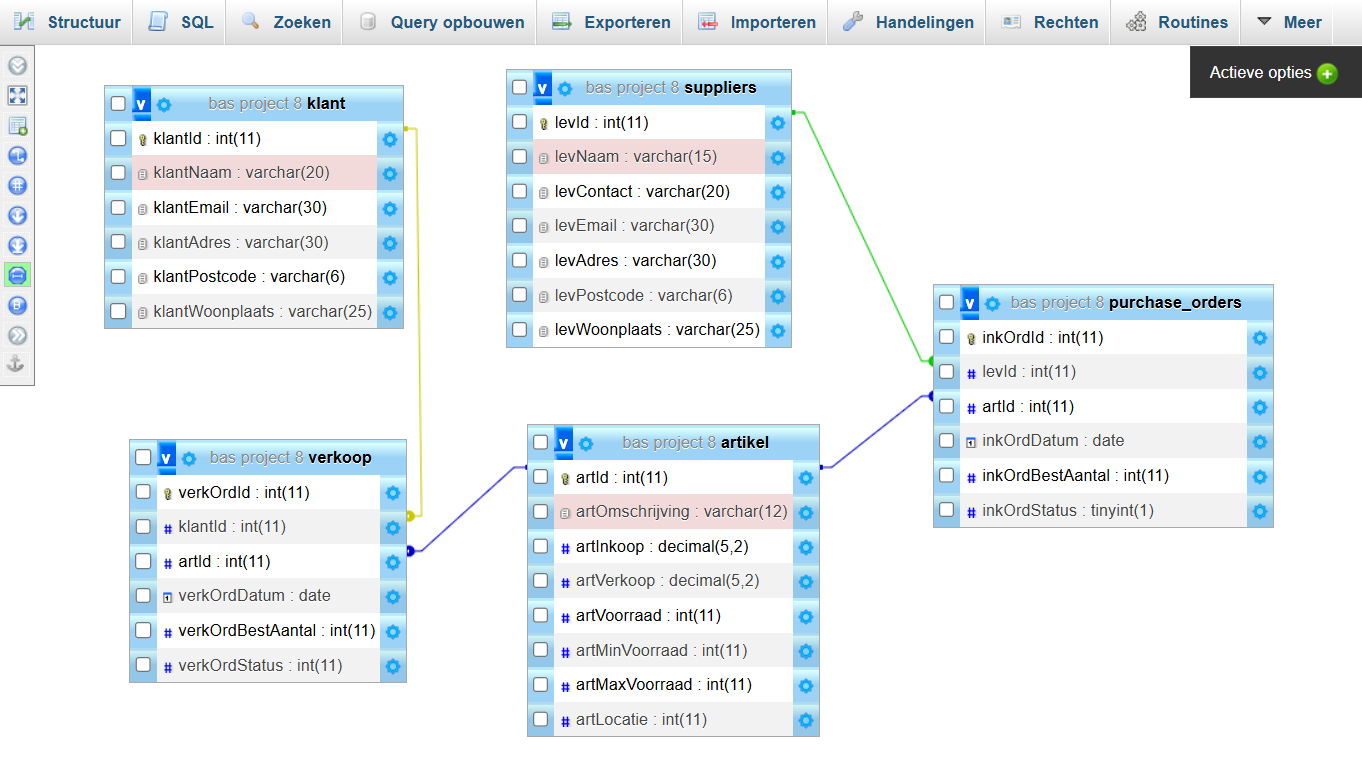 Structuur SQL Zoeken Query opbouwen Exporteren Importeren Handelingen Rechten Routines Meer
Actieve opties
v bas project 8 klant
klantId : int(11)
klantNaam : varchar(20)
klantEmail : varchar(30)
klantAdres : varchar(30)
klantPostcode : varchar(6)
klantWoonplaats : varchar(25)
v bas project 8 suppliers
levId : int(11)
levNaam : varchar(15)
levContact : varchar(20)
levEmail : varchar(30)
levAdres : varchar(30)
levPostcode : varchar(6)
levWoonplaats : varchar(25)
v bas project 8 purchase_orders
inkOrdId : int(11)
# levId : int(11)
# artId : int(11)
inkOrdDatum : date
# inkOrdBestAantal : int(11)
# inkOrdStatus : tinyint(1)
v bas project 8 verkoop
verkOrdId : int(11)
# klantId : int(11)
# artId : int(11)
verkOrdDatum : date
# verkOrdBestAantal : int(11)
# verkOrdStatus : int(11)
v bas project 8 artikel
artId : int(11)
artOmschrijving : varchar(12)
# artInkoop : decimal(5,2)
# artVerkoop : decimal(5,2)
# artVoorraad : int(11)
# artMinVoorraad : int(11)
# artMaxVoorraad : int(11)
# artLocatie : int(11)